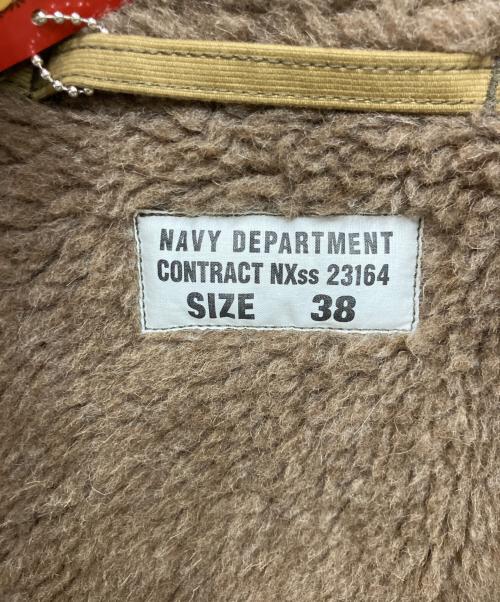 NAVY DEPARTMENT
CONTRACT NXss 23164
SIZE 38